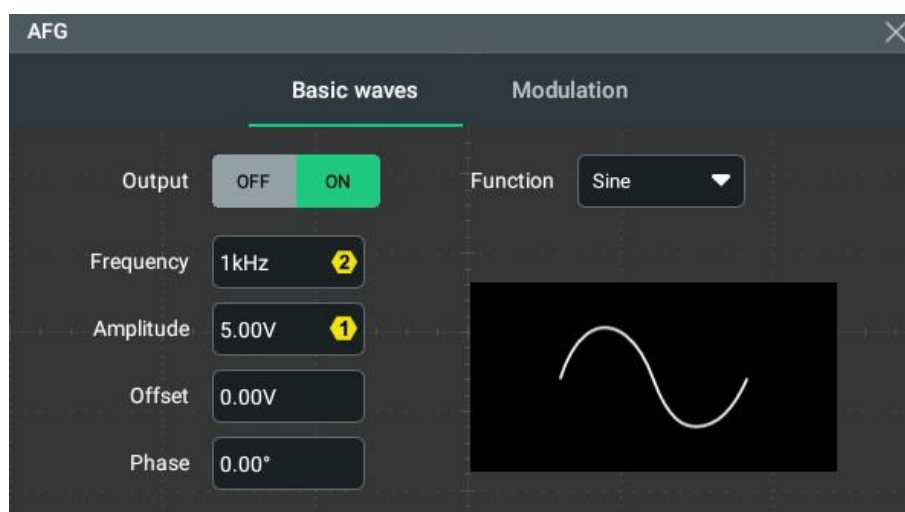 AFG
Basic waves Modulation
Output OFF ON Function Sine
Frequency 1kHz 2
Amplitude 5.00V 1
Offset 0.00V
Phase 0.00°